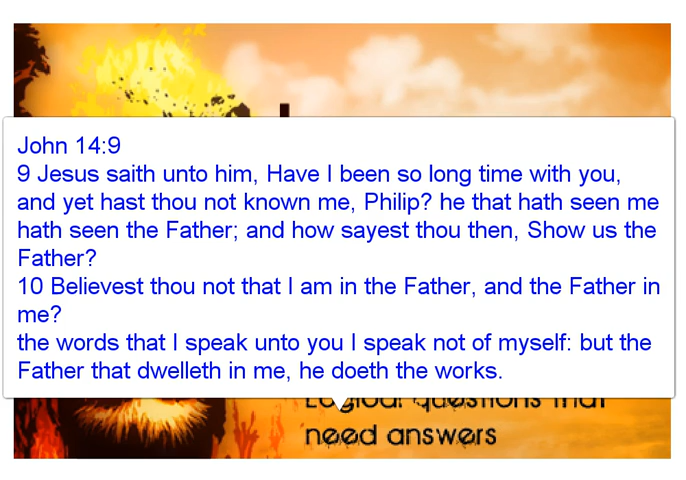 John 14:9
9 Jesus saith unto him, Have I been so long time with you,
and yet hast thou not known me, Philip? he that hath seen me
hath seen the Father; and how sayest thou then, Show us the
Father?
10 Believest thou not that I am in the Father, and the Father in
me?
the words that I speak unto you I speak not of myself: but the
Father that dwelleth in me, he doeth the works.
Logical questions that
need answers